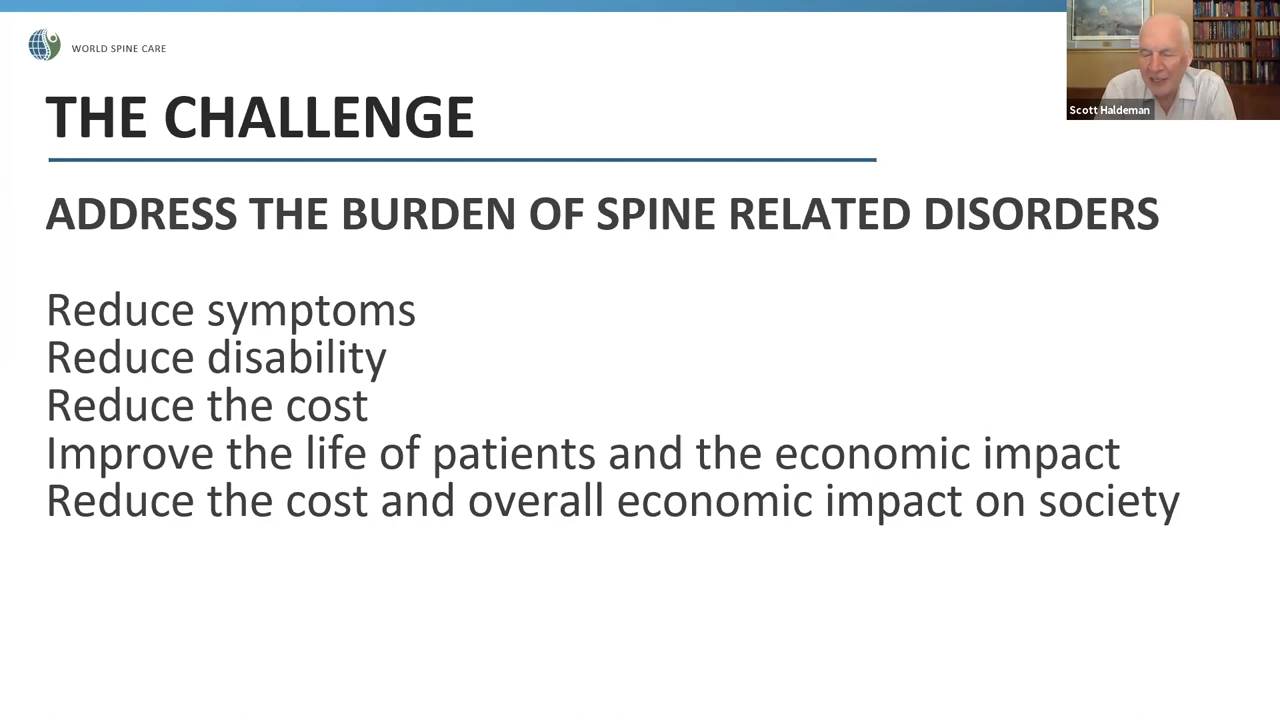 WORLD SPINE CARE
Scott Haldeman
THE CHALLENGE
ADDRESS THE BURDEN OF SPINE RELATED DISORDERS
Reduce symptoms
Reduce disability
Reduce the cost
Improve the life of patients and the economic impact
Reduce the cost and overall economic impact on society